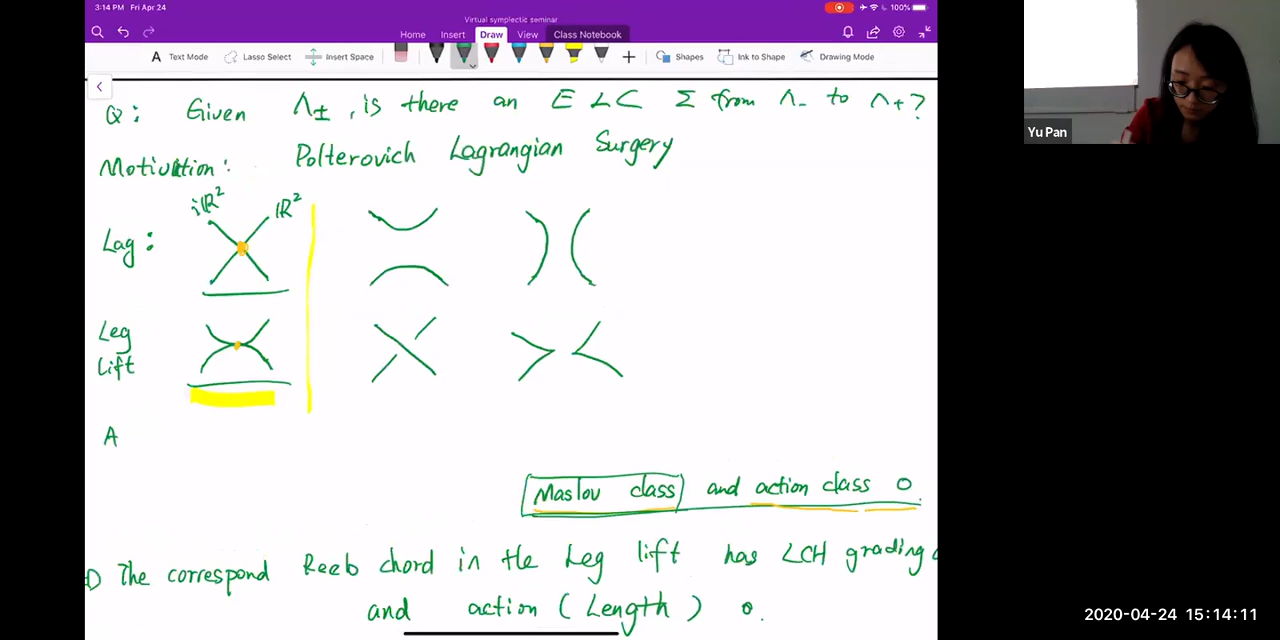 3:14 PM Fri Apr 24
100%
Virtual symplectic seminar
Home Insert Draw View Class Notebook
Text Mode Lasso Select Insert Space Shapes Ink to Shape Drawing Mode
Q: Given Λ±, is there an ELC Σ from Λ- to Λ+?
Motivation: Polterovich Lagrangian Surgery
iℝ² ℝ²
Lag:
Leg
lift
A
Maslov class and action class 0.
The correspond Reeb chord in the Leg lift has LCH grading
and action (Length) 0.
Yu Pan
2020-04-24 15:14:11